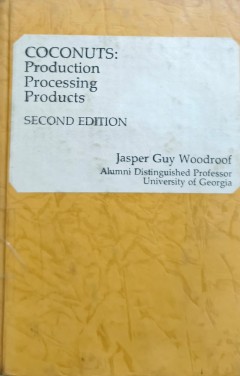 COCONUTS:
Production
Processing
Products
SECOND EDITION
Jasper Guy Woodroof
Alumni Distinguished Professor
University of Georgia